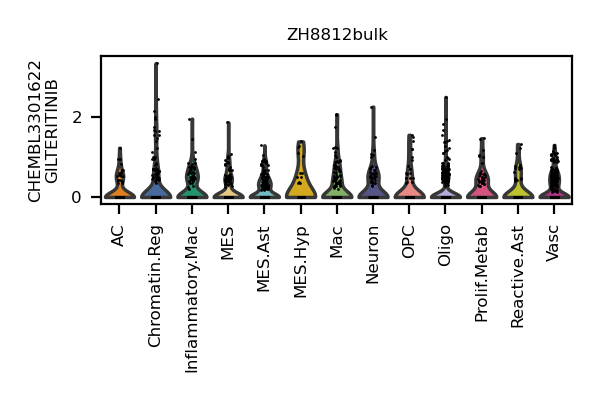 ZH8812bulk
CHEMBL3301622
GILTERITINIB
2
0
AC
Chromatin.Reg
Inflammatory.Mac
MES
MES.Ast
MES.Hyp
Mac
Neuron
OPC
Oligo
Prolif.Metab
Reactive.Ast
Vasc